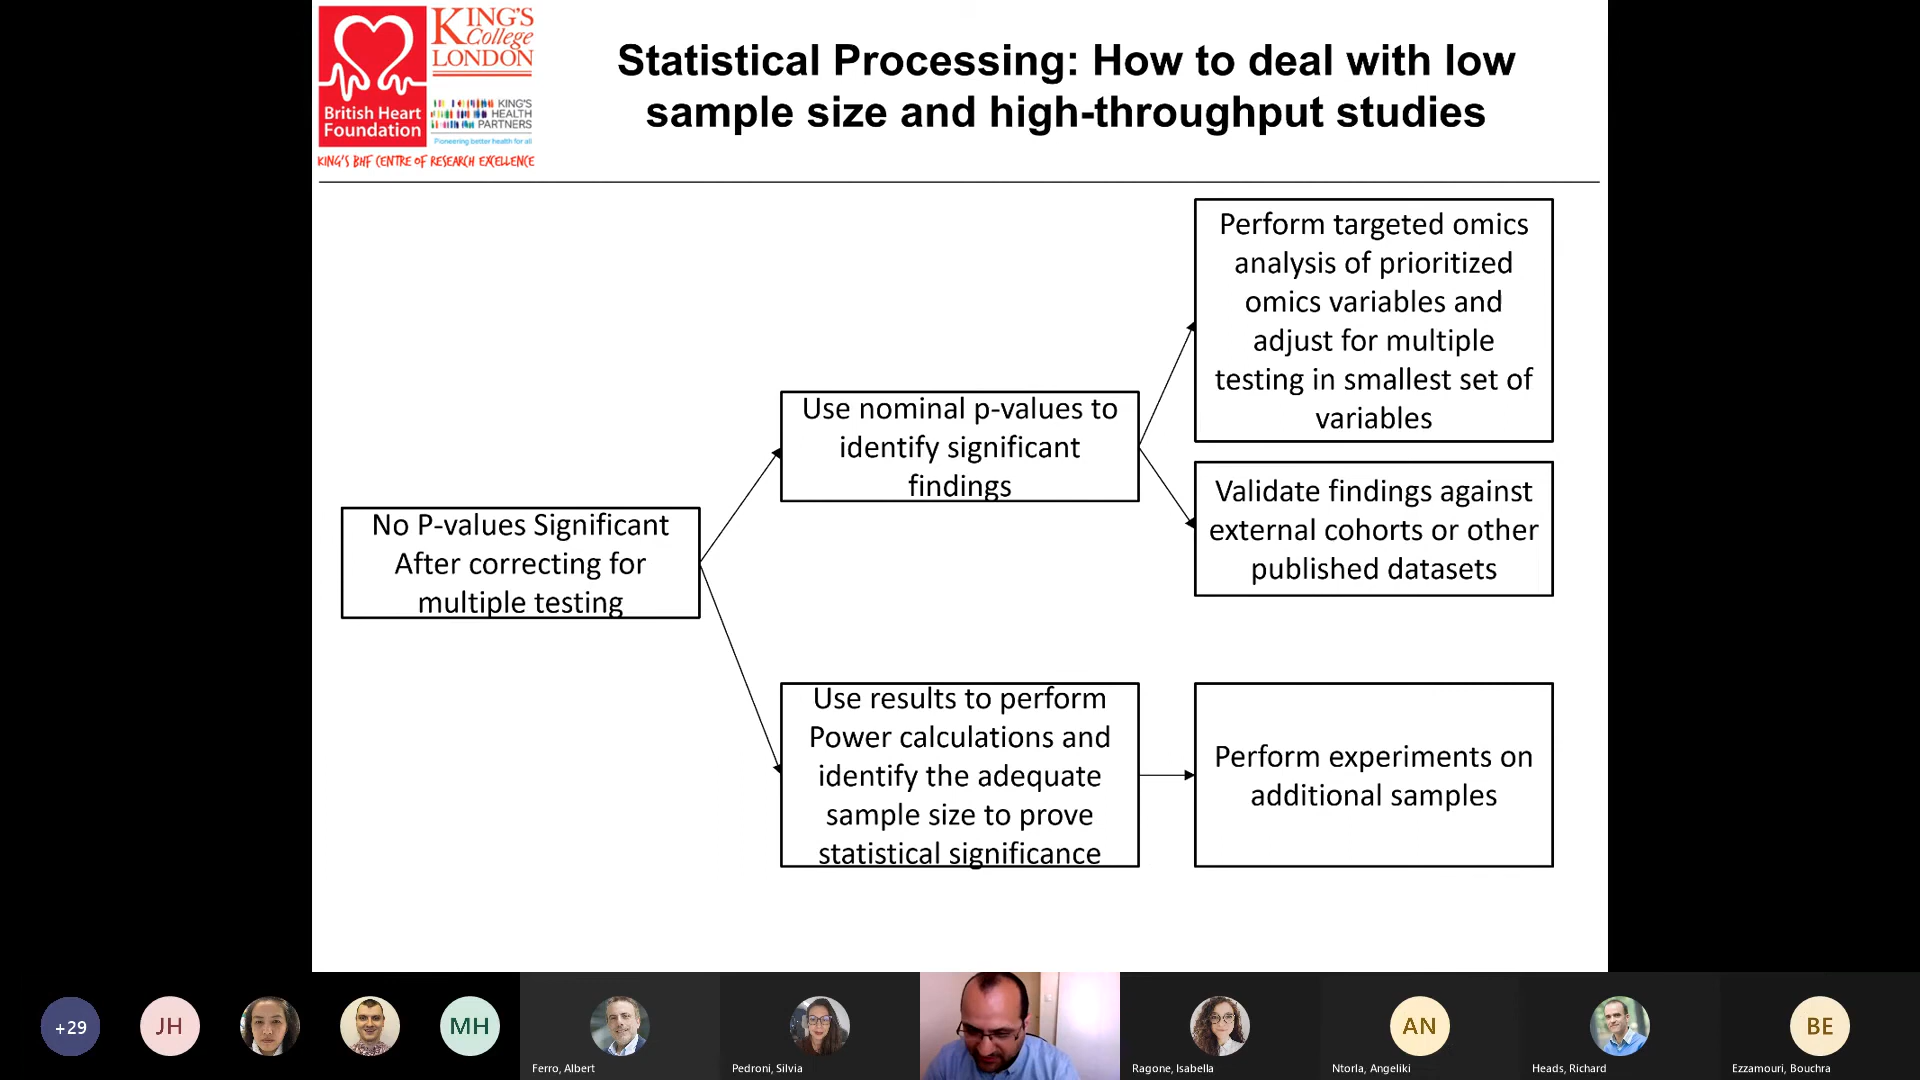 British Heart
Foundation
KING'S
College
LONDON
KING'S
HEALTH
PARTNERS
Pioneering better health for all
KING'S BHF CENTRE OF RESEARCH EXCELLENCE
Statistical Processing: How to deal with low
sample size and high-throughput studies
No P-values Significant
After correcting for
multiple testing
Use nominal p-values to
identify significant
findings
Perform targeted omics
analysis of prioritized
omics variables and
adjust for multiple
testing in smallest set of
variables
Validate findings against
external cohorts or other
published datasets
Use results to perform
Power calculations and
identify the adequate
sample size to prove
statistical significance
Perform experiments on
additional samples
+29
JH
MH
Ferro, Albert
Pedroni, Silvia
Ragone, Isabella
AN
Ntorla, Angeliki
Heads, Richard
BE
Ezzamouri, Bouchra